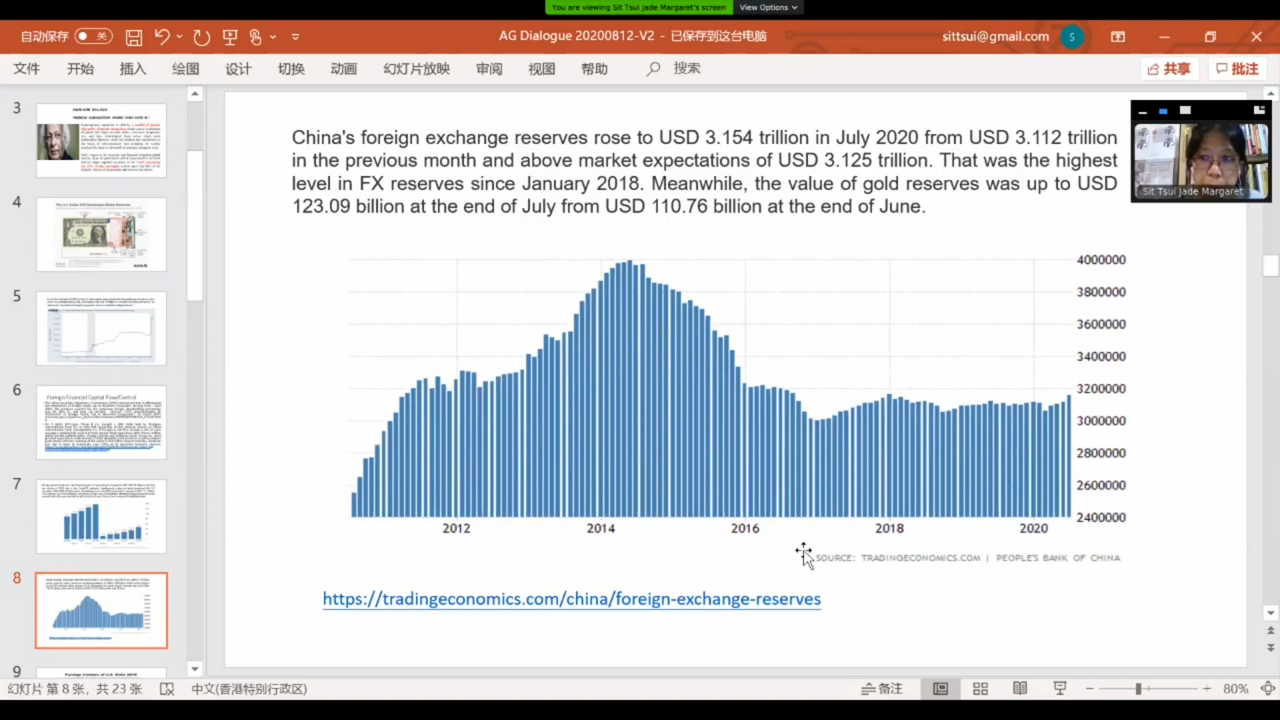 You are viewing Sit Tsui Jade Margaret's screen
View Options
自动保存 关
AG Dialogue 20200812-V2 - 已保存到这台电脑
sittsui@gmail.com
S
文件 开始 插入 绘图 设计 切换 动画 幻灯片放映 审阅 视图 帮助 搜索
共享 批注
3
4
5
6
Foreign Financial Capital Flow/Control
7
8
9
China's foreign exchange reserves rose to USD 3.154 trillion in July 2020 from USD 3.112 trillion
in the previous month and above market expectations of USD 3.125 trillion. That was the highest
level in FX reserves since January 2018. Meanwhile, the value of gold reserves was up to USD
123.09 billion at the end of July from USD 110.76 billion at the end of June.
Sit Tsui Jade Margaret
4000000
3800000
3600000
3400000
3200000
3000000
2800000
2600000
2400000
2012 2014 2016 2018 2020
SOURCE: TRADINGECONOMICS.COM | PEOPLE'S BANK OF CHINA
https://tradingeconomics.com/china/foreign-exchange-reserves
幻灯片 第 8 张，共 23 张
中文(香港特别行政区)
备注
80%